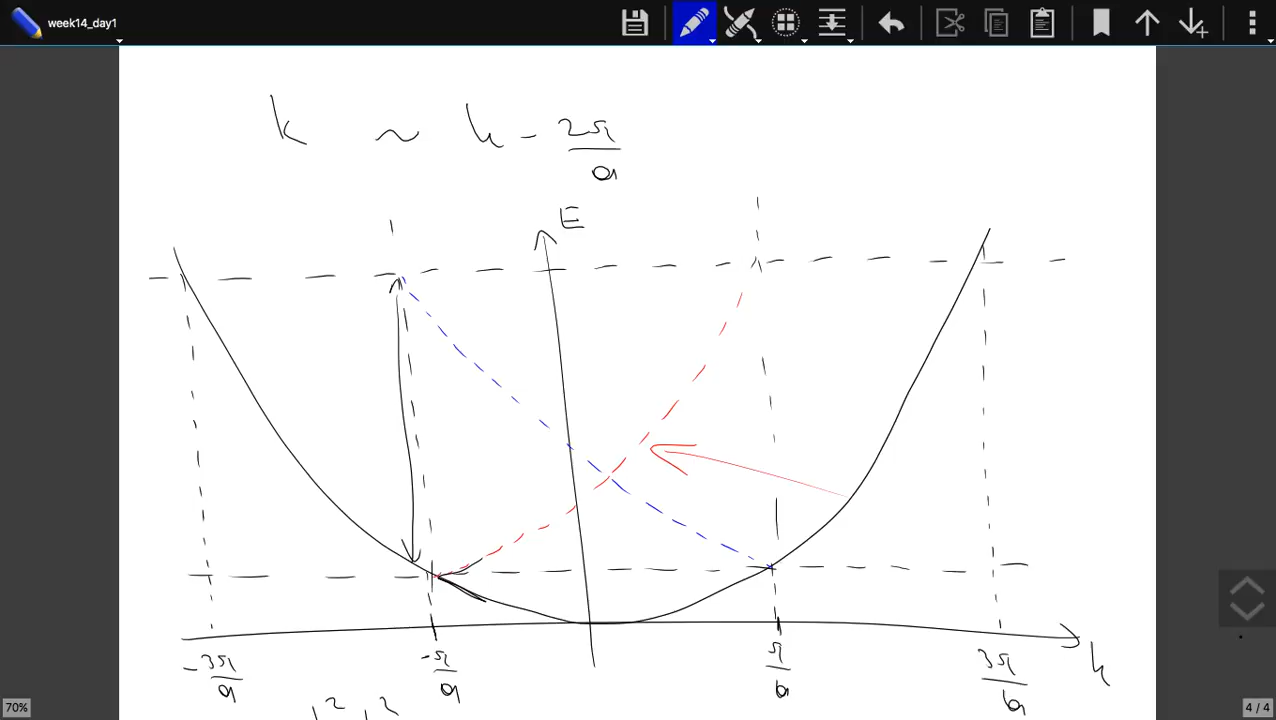 week14_day1
k ~ k - 2π/a
E
-3π/a -π/a π/a 3π/a k
70% 4 / 4